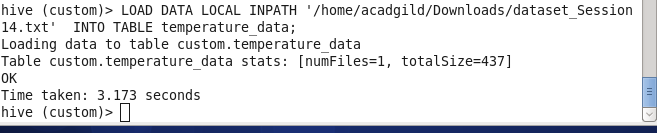 hive (custom)> LOAD DATA LOCAL INPATH '/home/acadgild/Downloads/dataset_Session
14.txt'  INTO TABLE temperature_data;
Loading data to table custom.temperature_data
Table custom.temperature_data stats: [numFiles=1, totalSize=437]
OK
Time taken: 3.173 seconds
hive (custom)>